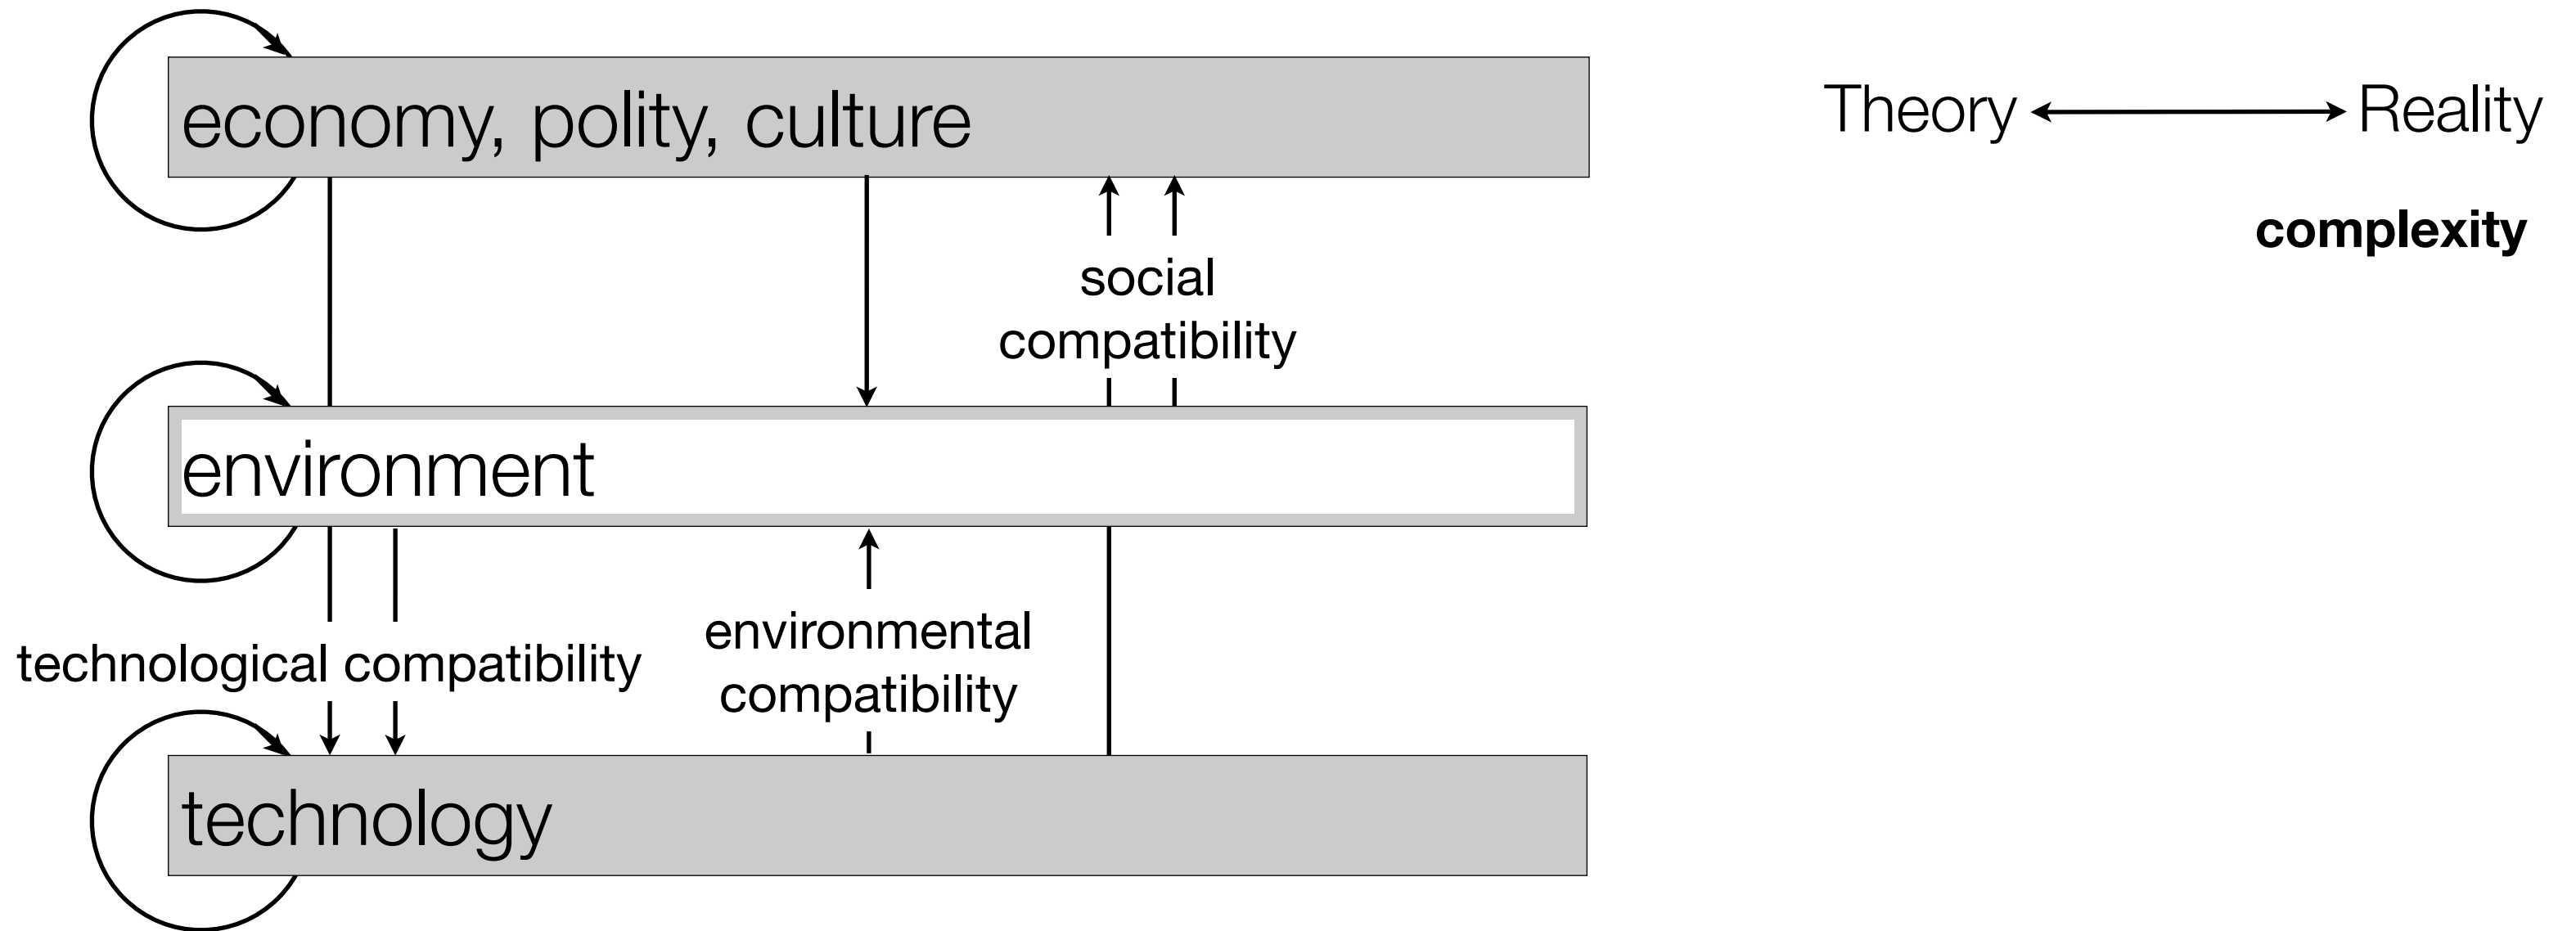 economy, polity, culture
Theory
Reality
complexity
social
compatibility
environment
technological compatibility
environmental
compatibility
technology